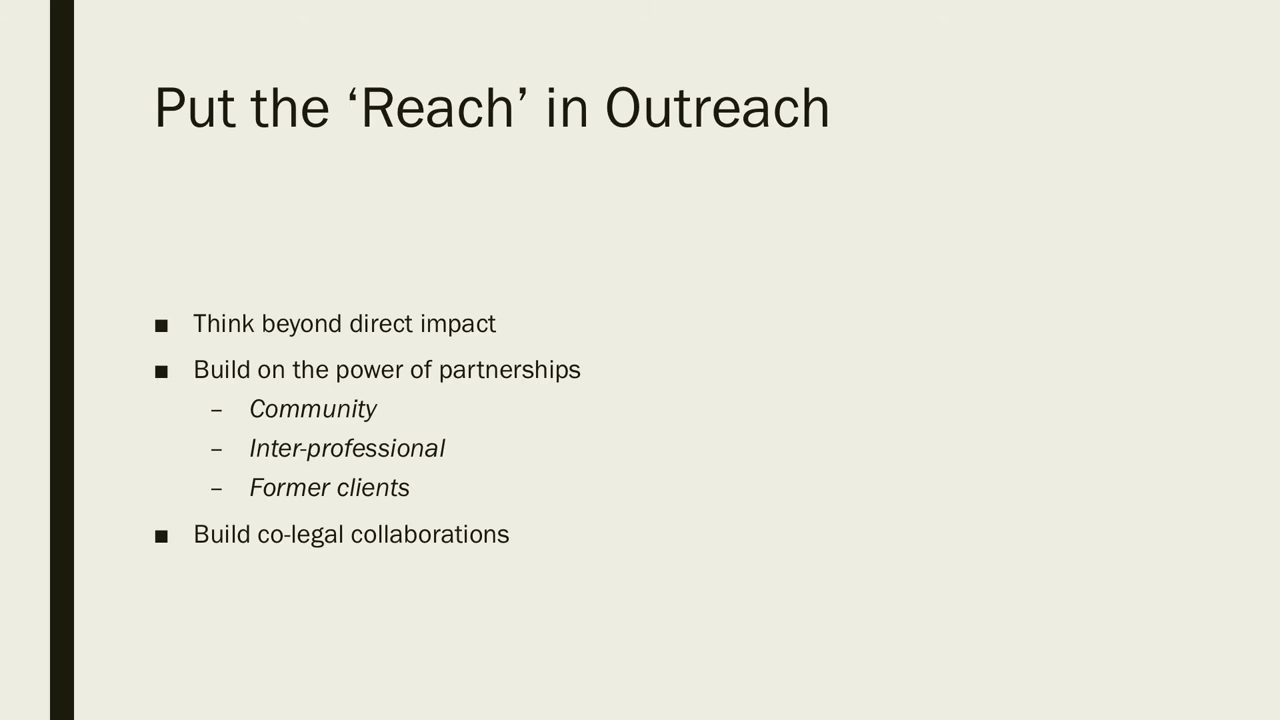 Put the ‘Reach’ in Outreach
■ Think beyond direct impact
■ Build on the power of partnerships
– Community
– Inter-professional
– Former clients
■ Build co-legal collaborations